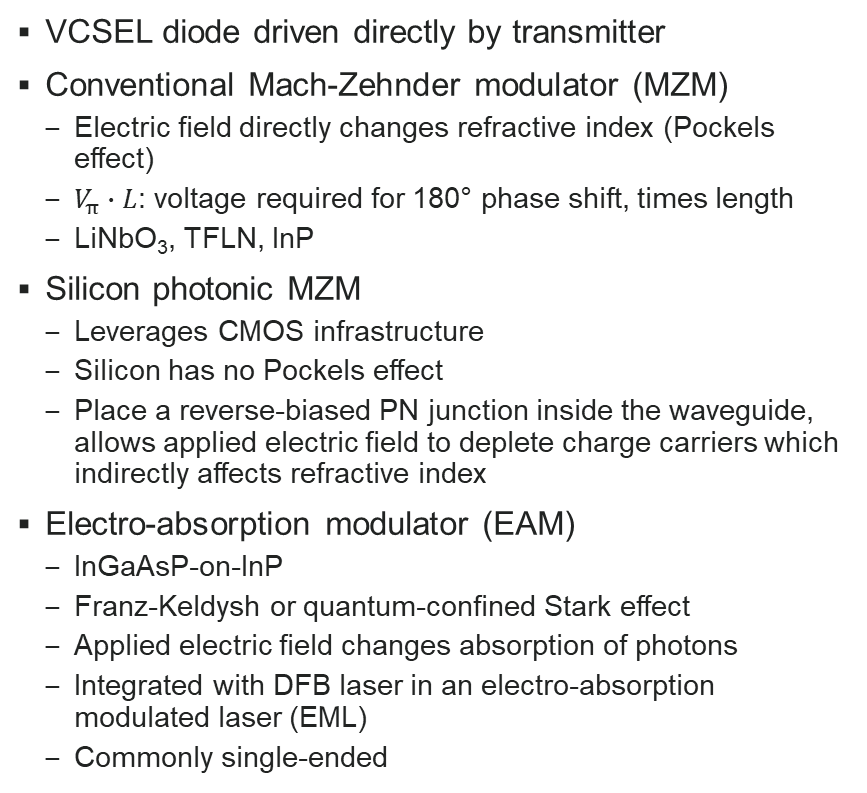 ▪ VCSEL diode driven directly by transmitter
▪ Conventional Mach-Zehnder modulator (MZM)
– Electric field directly changes refractive index (Pockels
effect)
– Vπ · L: voltage required for 180° phase shift, times length
– LiNbO₃, TFLN, InP
▪ Silicon photonic MZM
– Leverages CMOS infrastructure
– Silicon has no Pockels effect
– Place a reverse-biased PN junction inside the waveguide,
allows applied electric field to deplete charge carriers which
indirectly affects refractive index
▪ Electro-absorption modulator (EAM)
– InGaAsP-on-InP
– Franz-Keldysh or quantum-confined Stark effect
– Applied electric field changes absorption of photons
– Integrated with DFB laser in an electro-absorption
modulated laser (EML)
– Commonly single-ended